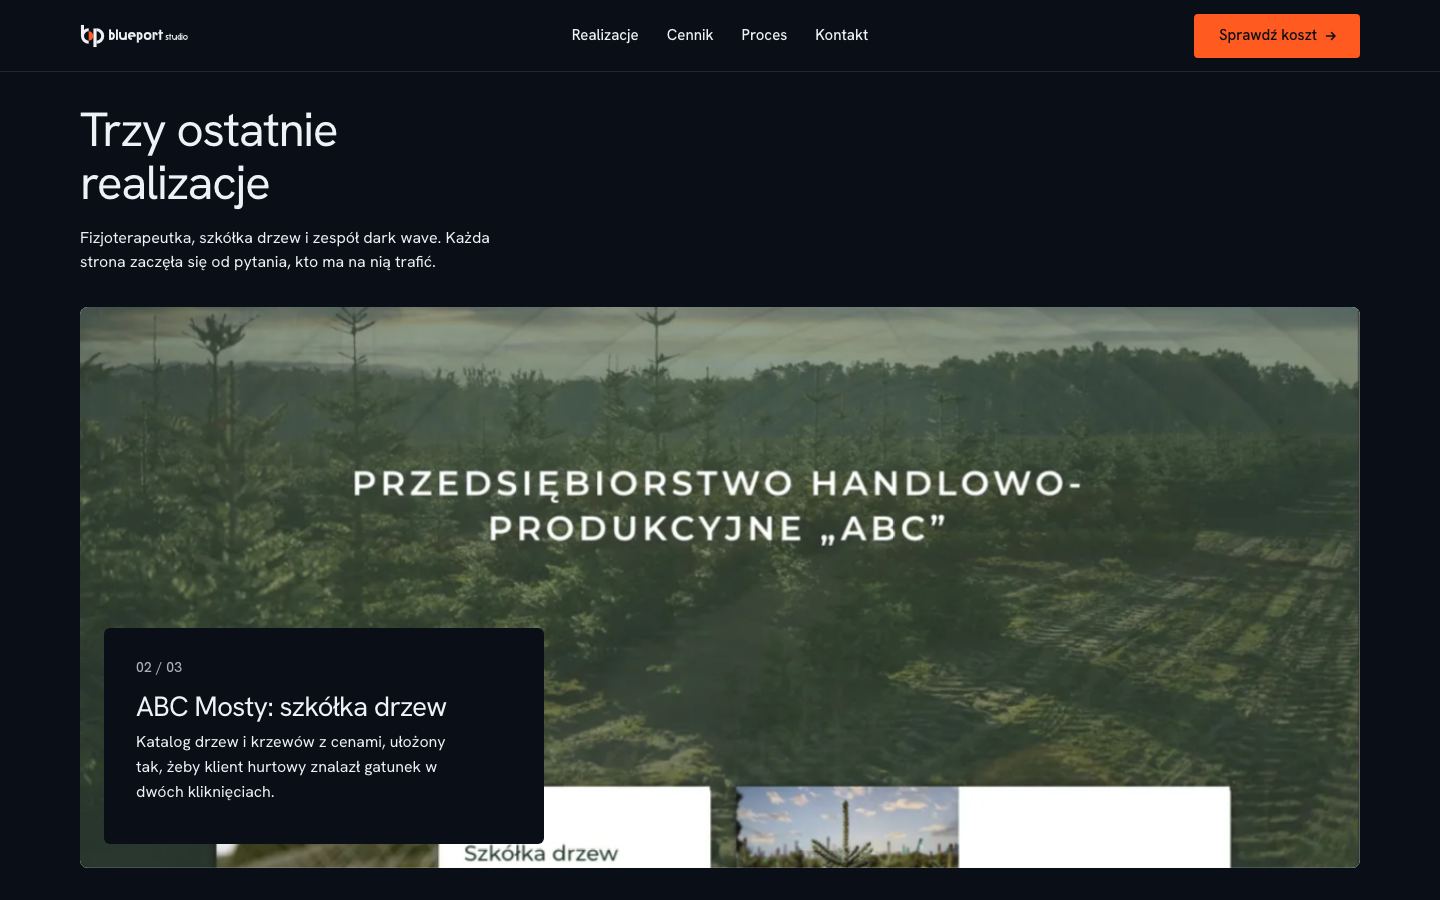 bp blueport studio
Realizacje
Cennik
Proces
Kontakt
Sprawdź koszt →
Trzy ostatnie
realizacje
Fizjoterapeutka, szkółka drzew i zespół dark wave. Każda
strona zaczęła się od pytania, kto ma na nią trafić.
PRZEDSIĘBIORSTWO HANDLOWO-
PRODUKCYJNE „ABC”
02 / 03
ABC Mosty: szkółka drzew
Katalog drzew i krzewów z cenami, ułożony
tak, żeby klient hurtowy znalazł gatunek w
dwóch kliknięciach.
Szkółka drzew